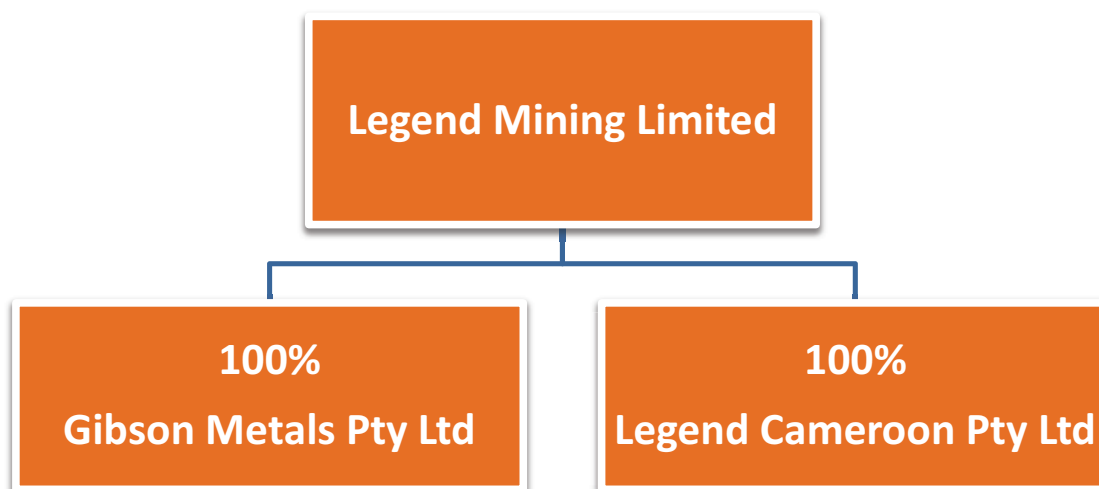 Legend Mining Limited
100%
Gibson Metals Pty Ltd
100%
Legend Cameroon Pty Ltd